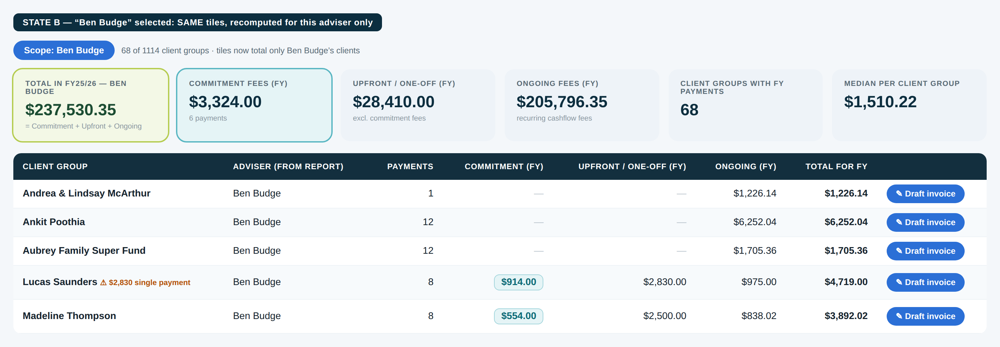 STATE B — “Ben Budge” selected: SAME tiles, recomputed for this adviser only
Scope: Ben Budge 68 of 1114 client groups · tiles now total only Ben Budge’s clients
TOTAL IN FY25/26 — BEN
BUDGE
$237,530.35
= Commitment + Upfront + Ongoing
COMMITMENT FEES (FY)
$3,324.00
6 payments
UPFRONT / ONE-OFF (FY)
$28,410.00
excl. commitment fees
ONGOING FEES (FY)
$205,796.35
recurring cashflow fees
CLIENT GROUPS WITH FY
PAYMENTS
68
MEDIAN PER CLIENT GROUP
$1,510.22
CLIENT GROUP ADVISER (FROM REPORT) PAYMENTS COMMITMENT (FY) UPFRONT / ONE-OFF (FY) ONGOING (FY) TOTAL FOR FY
Andrea & Lindsay McArthur Ben Budge 1 — — $1,226.14 $1,226.14 ✎ Draft invoice
Ankit Poothia Ben Budge 12 — — $6,252.04 $6,252.04 ✎ Draft invoice
Aubrey Family Super Fund Ben Budge 12 — — $1,705.36 $1,705.36 ✎ Draft invoice
Lucas Saunders ⚠ $2,830 single payment Ben Budge 8 $914.00 $2,830.00 $975.00 $4,719.00 ✎ Draft invoice
Madeline Thompson Ben Budge 8 $554.00 $2,500.00 $838.02 $3,892.02 ✎ Draft invoice